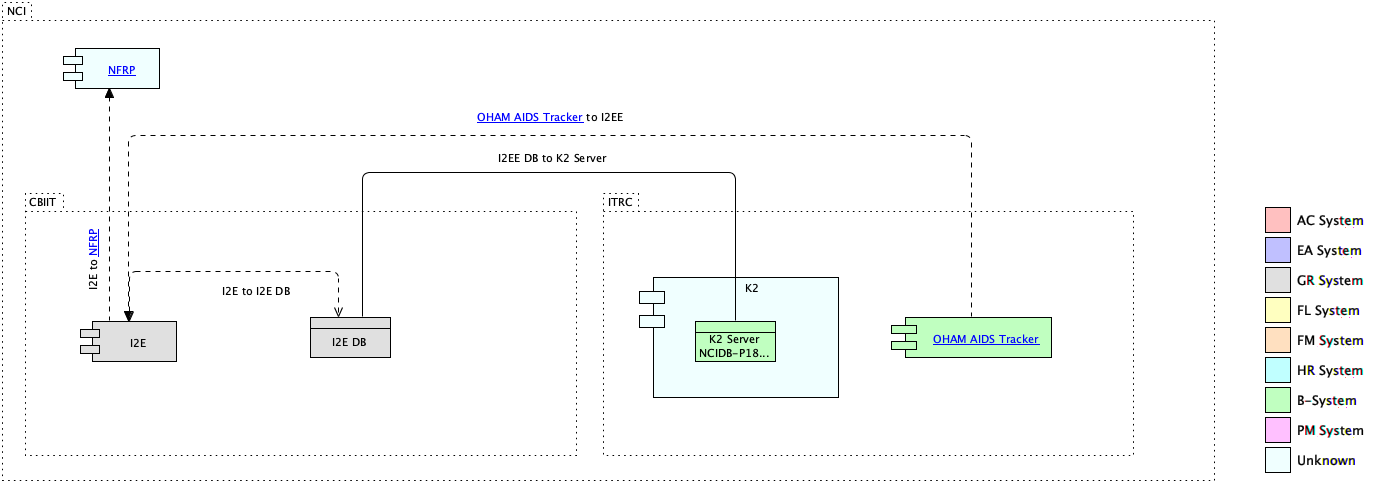 NCI
NFRP
OHAM AIDS Tracker to I2EE
I2EE DB to K2 Server
CBIIT
ITRC
I2E to NFRP
I2E to I2E DB
K2
I2E
I2E DB
K2 Server
NCIDB-P18...
OHAM AIDS Tracker
AC System
EA System
GR System
FL System
FM System
HR System
B-System
PM System
Unknown